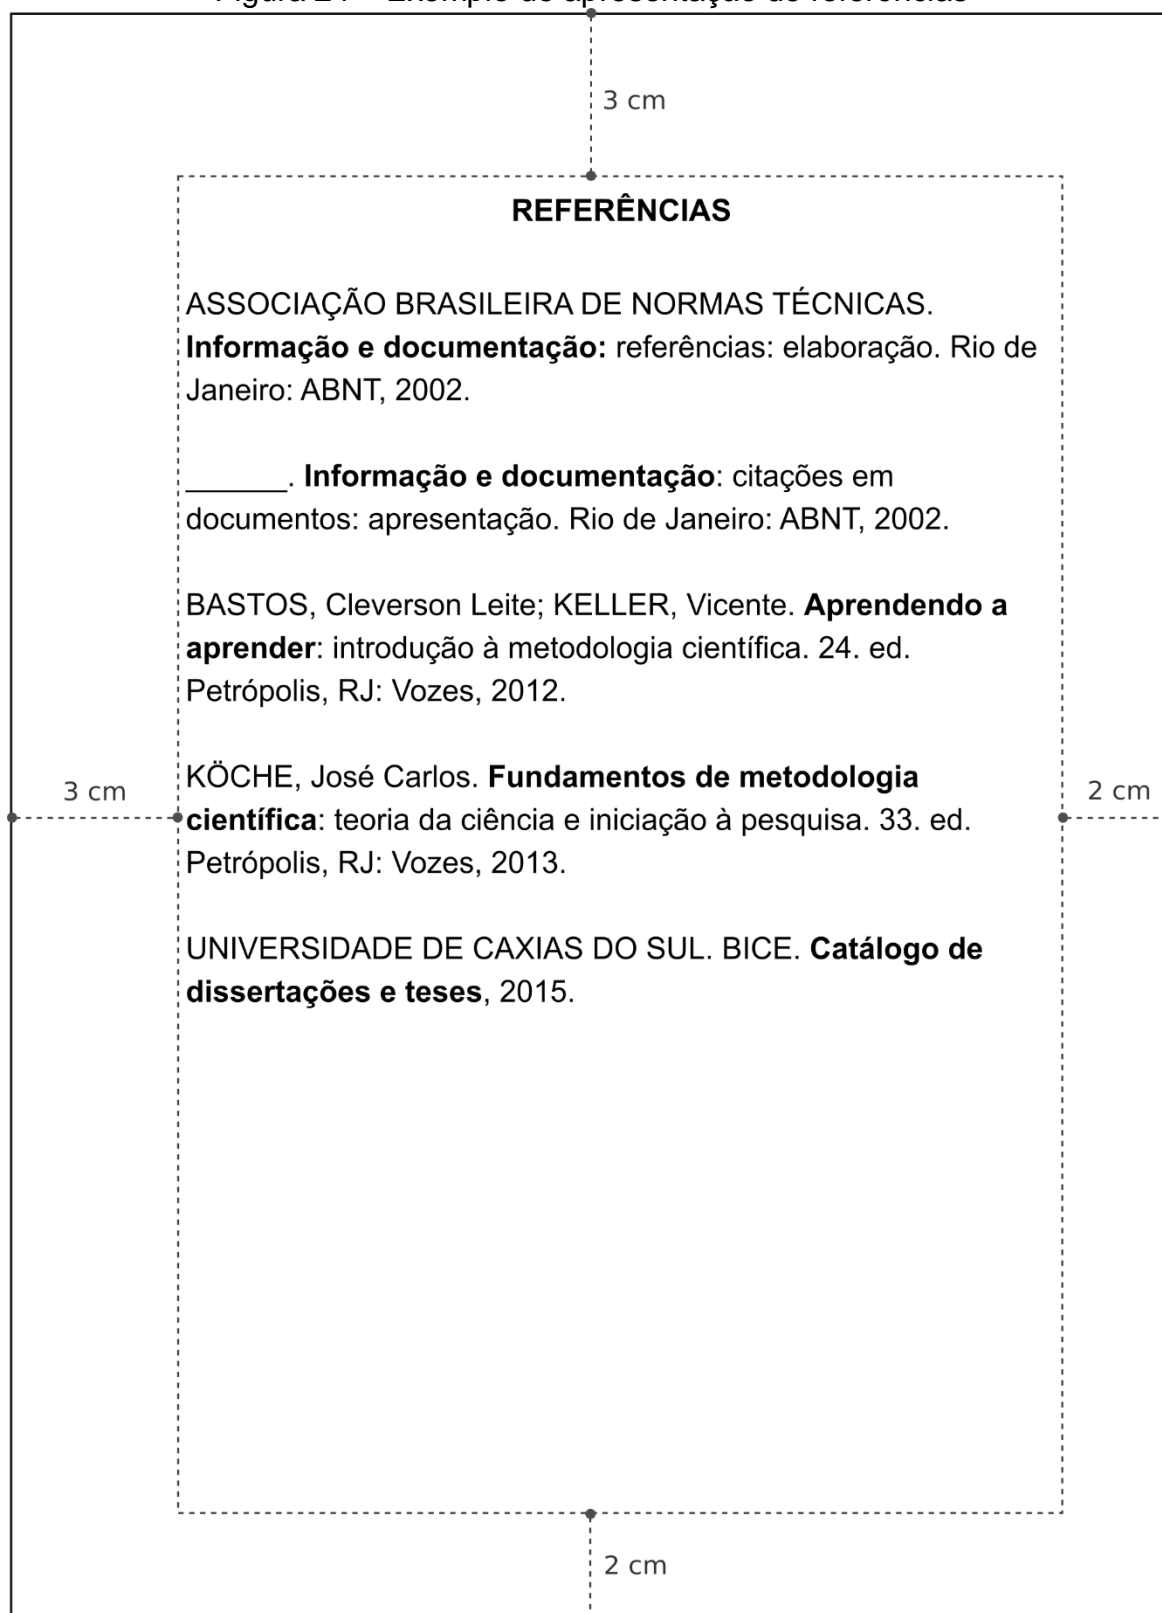 3 cm
REFERÊNCIAS
ASSOCIAÇÃO BRASILEIRA DE NORMAS TÉCNICAS.
Informação e documentação: referências: elaboração. Rio de
Janeiro: ABNT, 2002.
______. Informação e documentação: citações em
documentos: apresentação. Rio de Janeiro: ABNT, 2002.
BASTOS, Cleverson Leite; KELLER, Vicente. Aprendendo a
aprender: introdução à metodologia científica. 24. ed.
Petrópolis, RJ: Vozes, 2012.
KÖCHE, José Carlos. Fundamentos de metodologia
3 cm
2 cm
científica: teoria da ciência e iniciação à pesquisa. 33. ed.
Petrópolis, RJ: Vozes, 2013.
UNIVERSIDADE DE CAXIAS DO SUL. BICE. Catálogo de
dissertações e teses, 2015.
2 cm